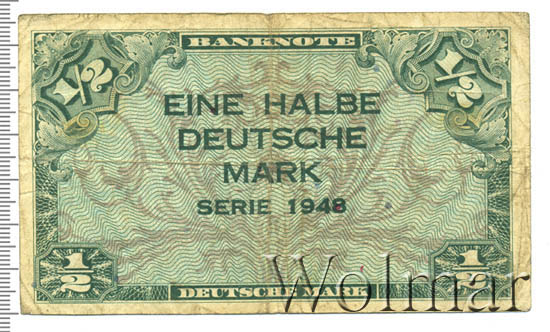 BANKNOTE
1/2 1/2
EINE HALBE
DEUTSCHE
MARK
SERIE 1948
1/2 1/2
DEUTSCHE MARK
Wolmar